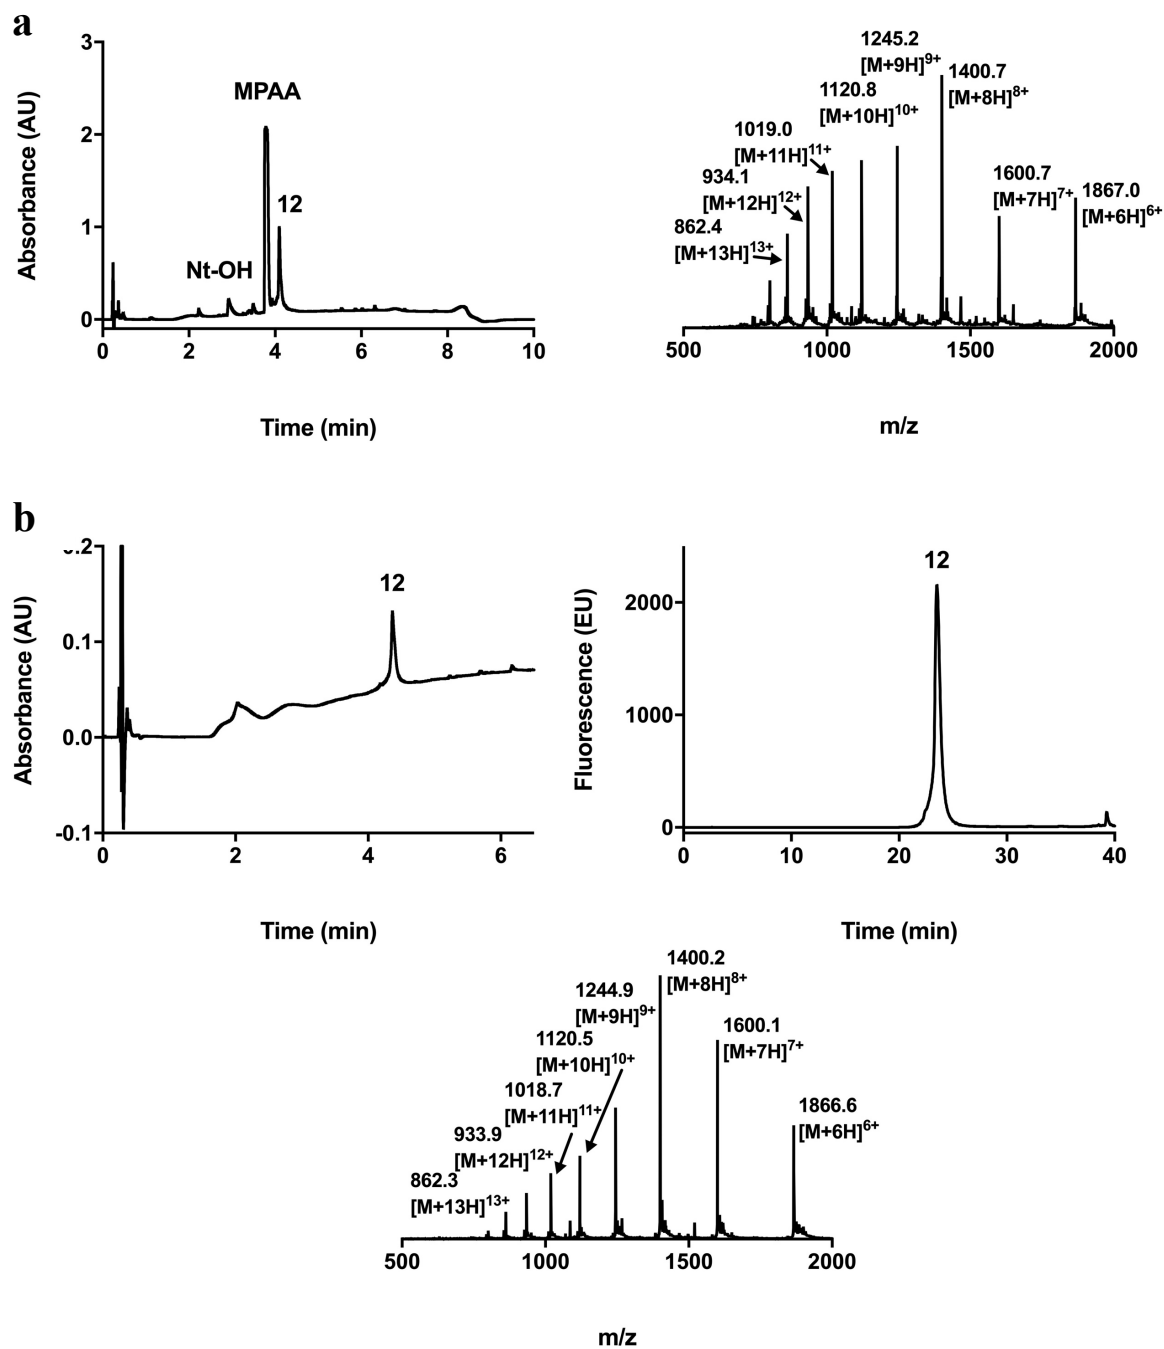 a
3
2
1
0
Absorbance (AU)
MPAA
12
Nt-OH
0 2 4 6 8 10
Time (min)
1245.2
[M+9H]9+
1400.7
[M+8H]8+
1120.8
[M+10H]10+
1019.0
[M+11H]11+
934.1
[M+12H]12+
862.4
[M+13H]13+
1600.7
[M+7H]7+
1867.0
[M+6H]6+
500 1000 1500 2000
m/z
b
0.1
0.0
-0.1
Absorbance (AU)
12
0 2 4 6
Time (min)
2000
1000
0
Fluorescence (EU)
12
0 10 20 30 40
Time (min)
1400.2
[M+8H]8+
1244.9
[M+9H]9+
1120.5
[M+10H]10+
1018.7
[M+11H]11+
933.9
[M+12H]12+
862.3
[M+13H]13+
1600.1
[M+7H]7+
1866.6
[M+6H]6+
500 1000 1500 2000
m/z